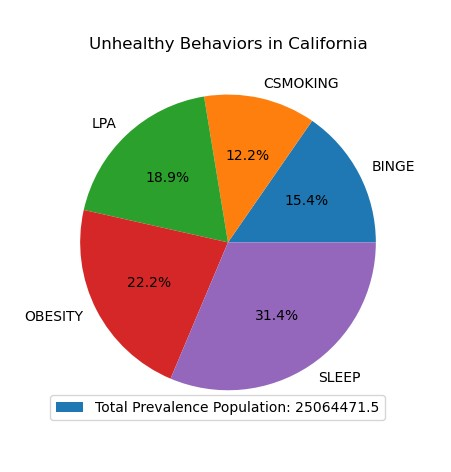 Unhealthy Behaviors in California
CSMOKING
LPA
BINGE
12.2%
18.9%
15.4%
22.2%
31.4%
OBESITY
SLEEP
Total Prevalence Population: 25064471.5